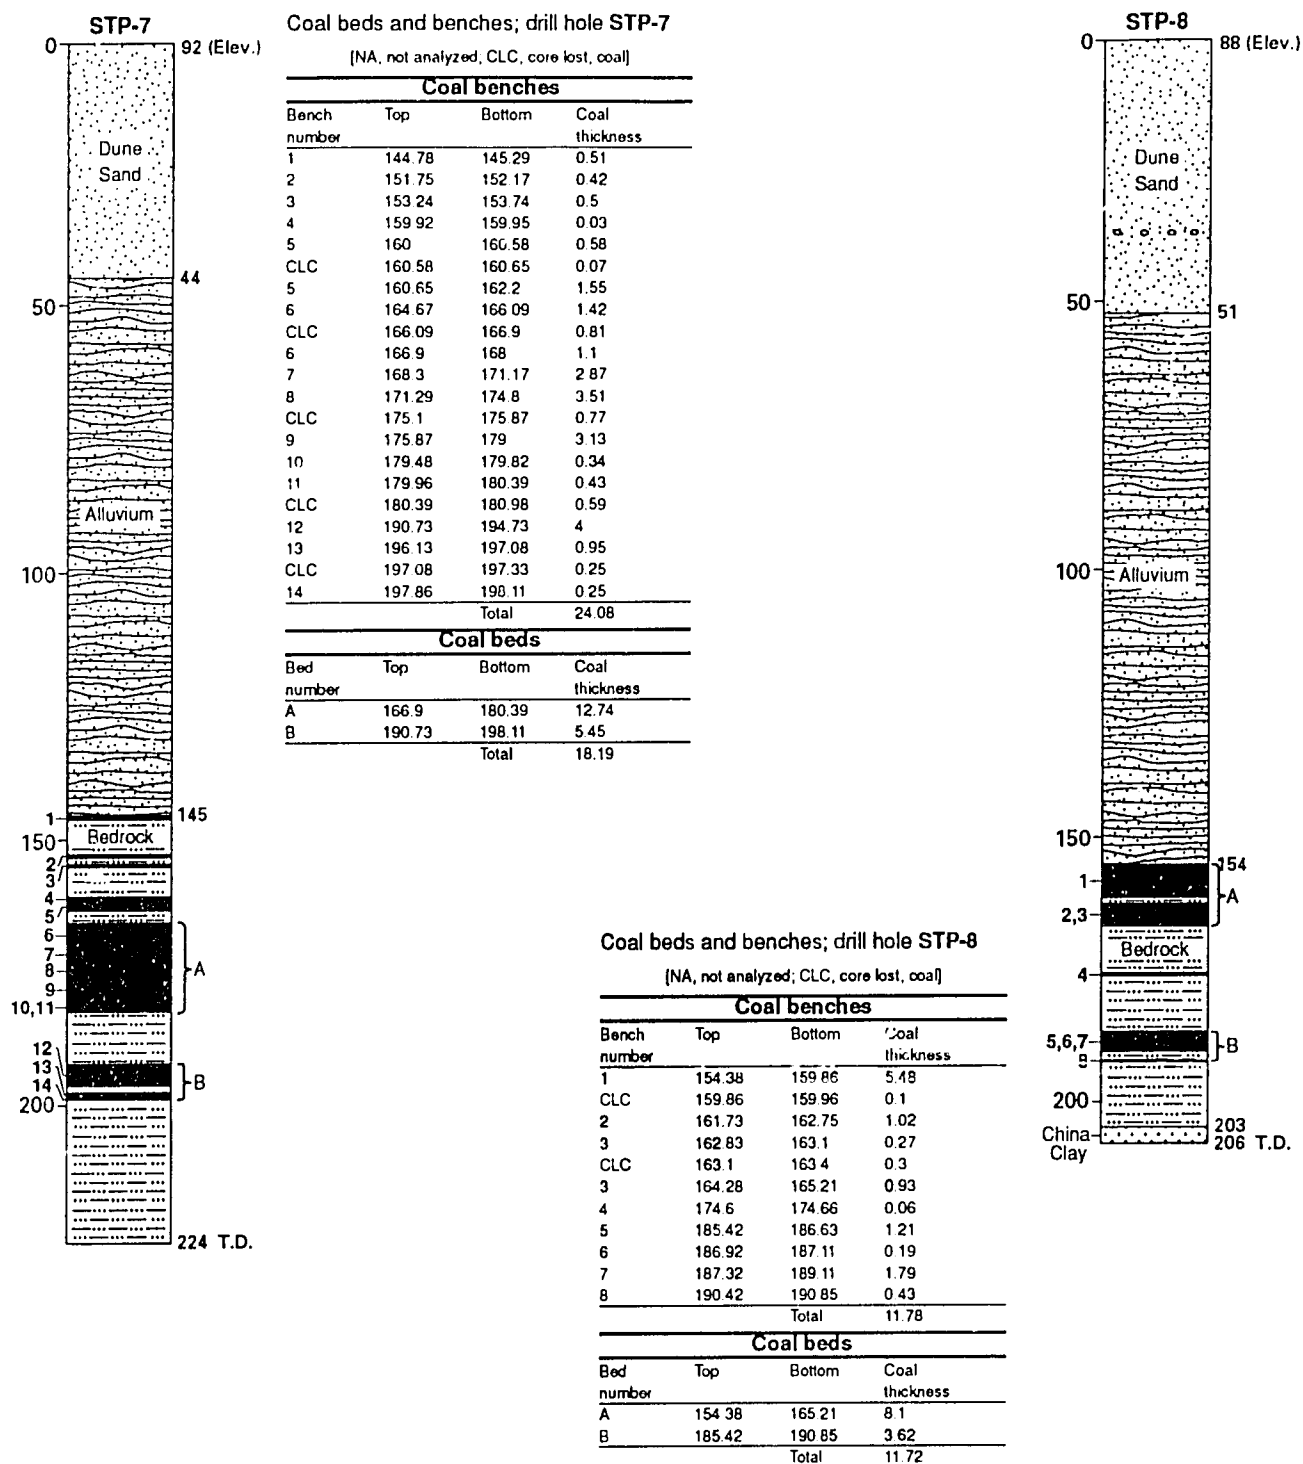 STP-7
0
92 (Elev.)
Dune
Sand
44
50
Alluvium
100
145
1
Bedrock
150
2
3
4
5
6
7
8
A
9
10,11
12
13
B
14
200
224 T.D.
Coal beds and benches; drill hole STP-7
[NA, not analyzed; CLC, core lost, coal]
Coal benches
Bench number Top Bottom Coal thickness
1 144.78 145.29 0.51
2 151.75 152.17 0.42
3 153.24 153.74 0.5
4 159 92 159.95 0.03
5 160 160.58 0.58
CLC 160.58 160.65 0.07
5 160.65 162.2 1.55
6 164.67 166 09 1.42
CLC 166.09 166.9 0.81
6 166.9 168 1.1
7 168.3 171.17 2 87
8 171.29 174.8 3.51
CLC 175.1 175.87 0.77
9 175.87 179 3.13
10 179.48 179.82 0.34
11 179.96 180.39 0.43
CLC 180.39 180.98 0.59
12 190.73 194.73 4
13 196.13 197.08 0.95
CLC 197.08 197.33 0.25
14 197.86 198.11 0.25
Total 24.08
Coal beds
Bed number Top Bottom Coal thickness
A 166.9 180.39 12.74
B 190.73 198.11 5.45
Total 18.19
STP-8
0
88 (Elev.)
Dune
Sand
50
51
100
Alluvium
150
154
1
A
2,3
Bedrock
4
5,6,7
B
8
200
203
China
Clay
206 T.D.
Coal beds and benches; drill hole STP-8
[NA, not analyzed; CLC, core lost, coal]
Coal benches
Bench number Top Bottom Coal thickness
1 154.38 159 86 5.48
CLC 159.86 159.96 0.1
2 161.73 162.75 1.02
3 162.83 163.1 0.27
CLC 163.1 163 4 0.3
3 164.28 165.21 0.93
4 174.6 174.66 0.06
5 185.42 186.63 1.21
6 186.92 187.11 0.19
7 187.32 189.11 1.79
8 190.42 190 85 0.43
Total 11.78
Coal beds
Bed number Top Bottom Coal thickness
A 154 38 165.21 8.1
B 185.42 190.85 3.62
Total 11.72